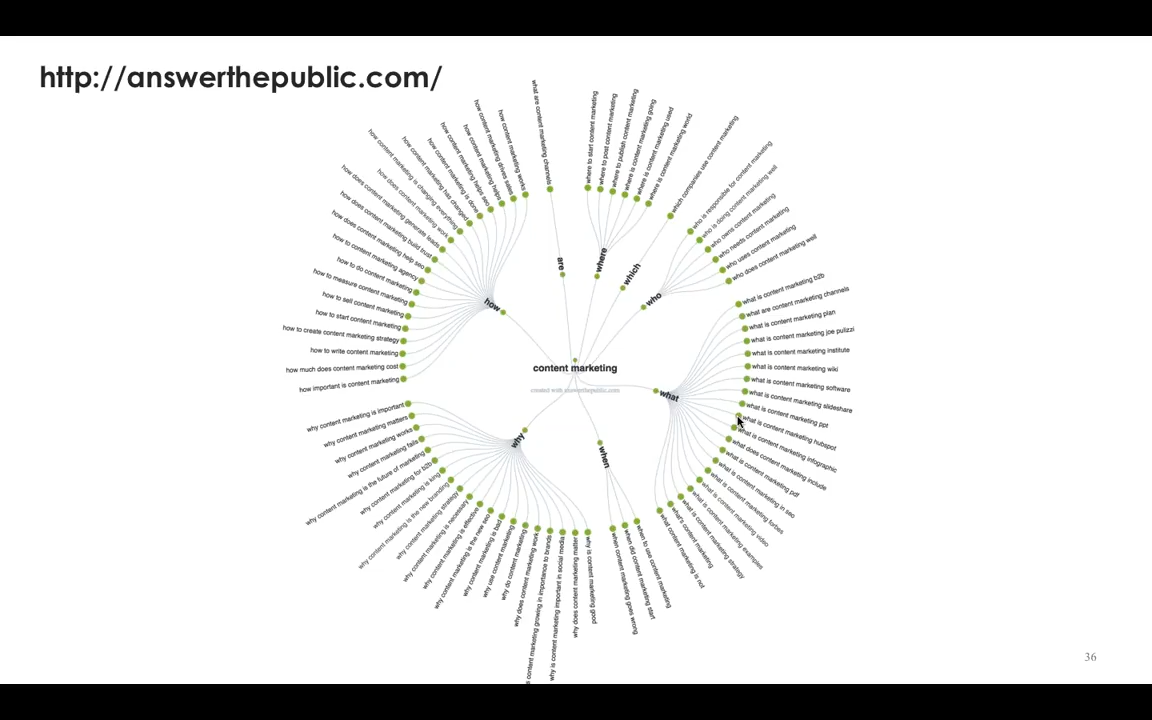 http://answerthepublic.com/
what are content marketing channels
are
where to start content marketing
where to post content marketing
where to publish content marketing
where is content marketing going
where is content marketing used
where is content marketing world
where
which companies use content marketing
which
who is responsible for content marketing
who is doing content marketing well
who owns content marketing
who needs content marketing
who uses content marketing
who does content marketing well
who
what is content marketing b2b
what are content marketing channels
what is content marketing plan
what is content marketing joe pulizzi
what is content marketing institute
what is content marketing wiki
what is content marketing software
what is content marketing slideshare
what is content marketing ppt
what is content marketing hubspot
what is content marketing infographic
what does content marketing include
what is content marketing pdf
what is content marketing in seo
what is content marketing forbes
what is content marketing video
what is content marketing examples
what is content marketing strategy
what's content marketing
what content marketing is not
what
when to use content marketing
when did content marketing start
when content marketing goes wrong
when
why is content marketing good
why does content marketing matter
why is content marketing important in social media
s content marketing growing in importance to brands
why does content marketing work
why do content marketing
why use content marketing
why content marketing is bad
why content marketing is the new seo
why content marketing is effective
why content marketing is necessary
why content marketing strategy
why content marketing is the new branding
why content marketing is king
why content marketing for b2b
why content marketing is the future of marketing
why content marketing fails
why content marketing works
why content marketing matters
why content marketing is important
why
how important is content marketing
how much does content marketing cost
how to write content marketing
how to create content marketing strategy
how to start content marketing
how to sell content marketing
how to measure content marketing
how to do content marketing
how to content marketing agency
how does content marketing help seo
how does content marketing build trust
how does content marketing generate leads
how does content marketing work
how content marketing is changing everything
how content marketing has changed
how content marketing is done
how content marketing helps seo
how content marketing helps
how content marketing drives sales
how content marketing works
how
content marketing
created with answerthepublic.com
36